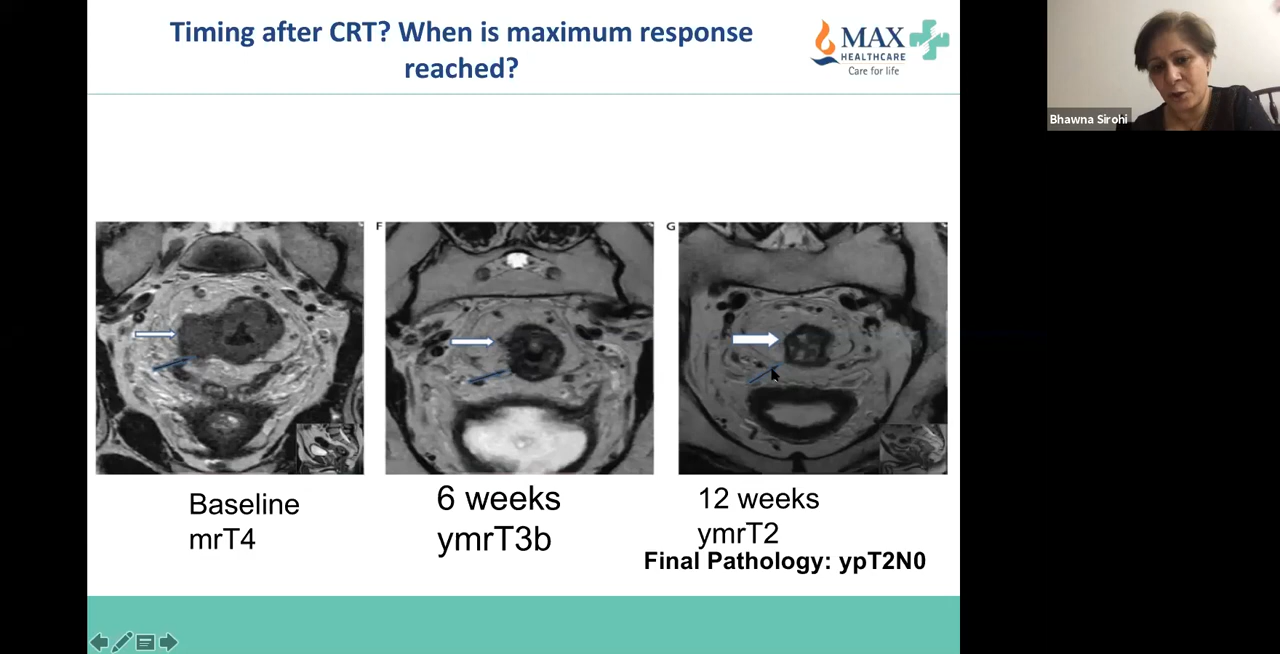 Timing after CRT? When is maximum response
reached?
MAX
HEALTHCARE
Care for life
Bhawna Sirohi
F
G
Baseline
mrT4
6 weeks
ymrT3b
12 weeks
ymrT2
Final Pathology: ypT2N0